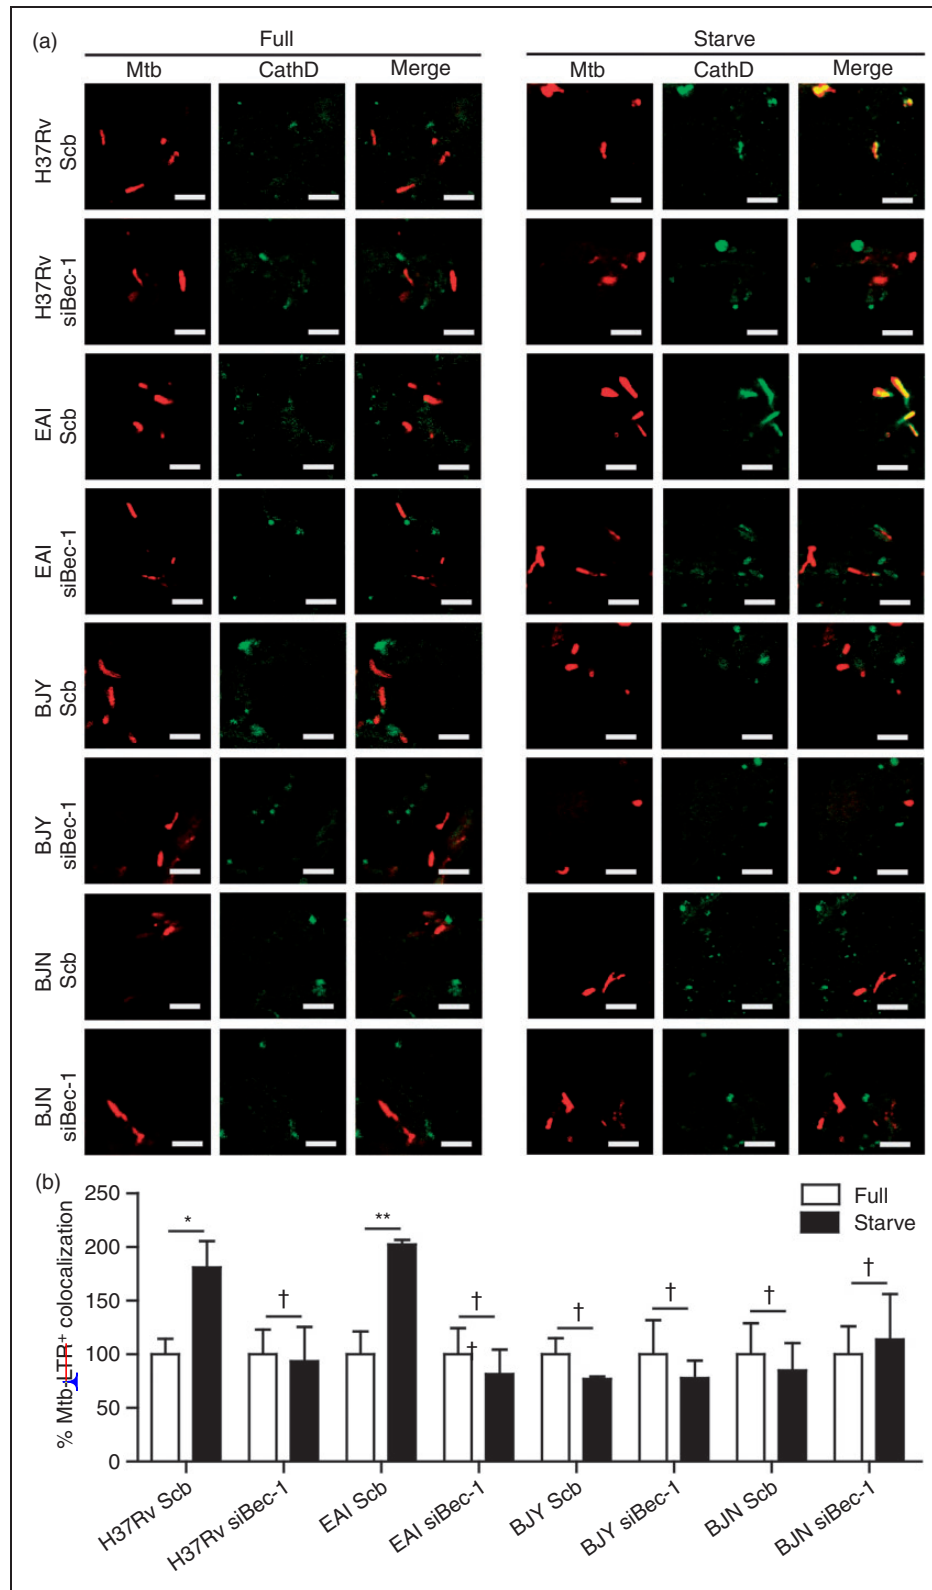 (a)
Full
Starve
Mtb CathD Merge Mtb CathD Merge
H37Rv
Scb
H37Rv
siBec-1
EAI
Scb
EAI
siBec-1
BJY
Scb
BJY
siBec-1
BJN
Scb
BJN
siBec-1
(b)
% Mtb-LTR+ colocalization
250
200
150
100
50
0
Full
Starve
* † ** † † † † †
†
H37Rv Scb
H37Rv siBec-1
EAI Scb
EAI siBec-1
BJY Scb
BJY siBec-1
BJN Scb
BJN siBec-1